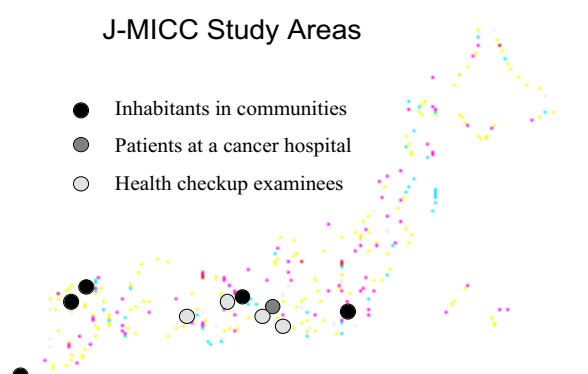 J-MICC Study Areas
Inhabitants in communities
Patients at a cancer hospital
Health checkup examinees